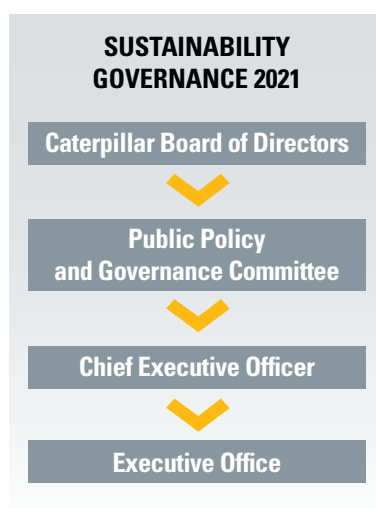 SUSTAINABILITY
GOVERNANCE 2021
Caterpillar Board of Directors
Public Policy
and Governance Committee
Chief Executive Officer
Executive Office